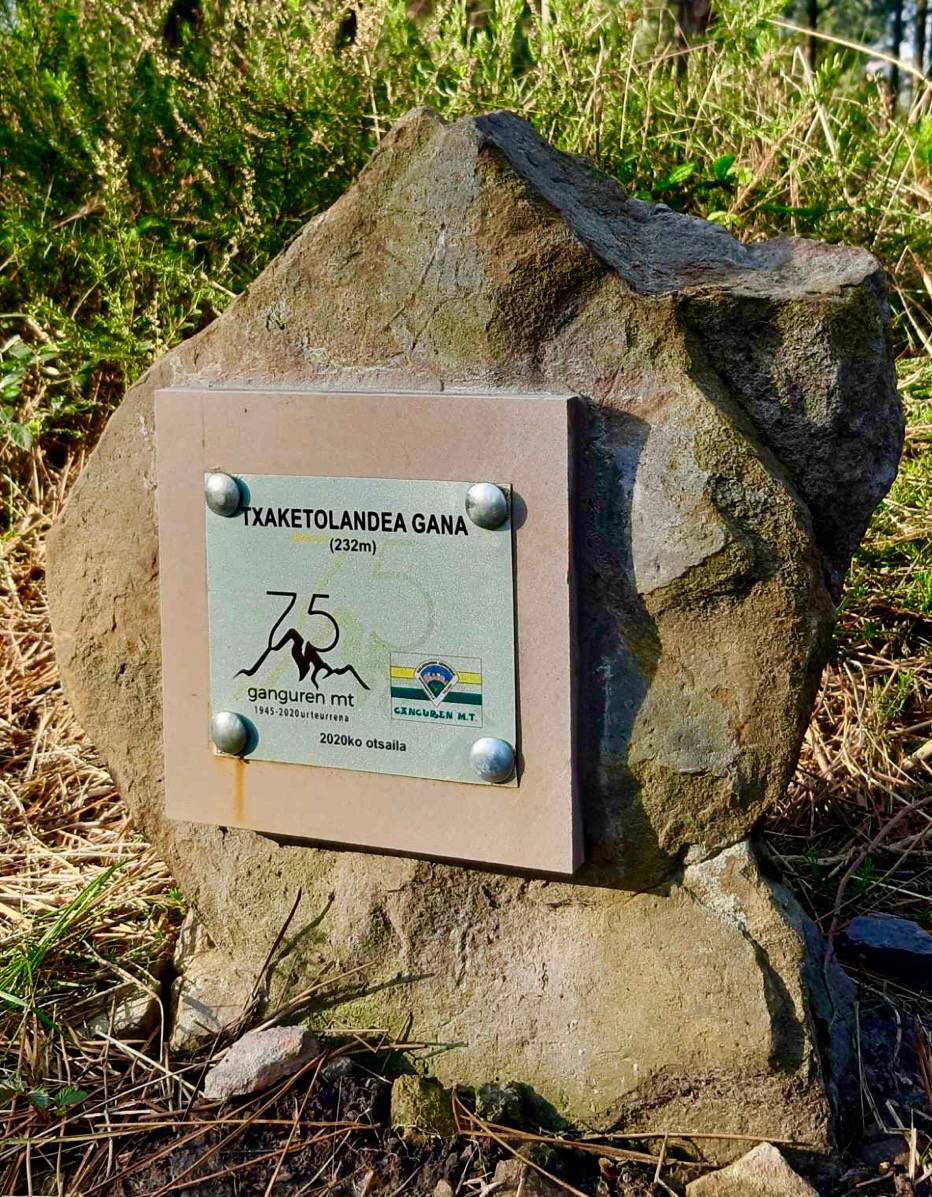 TXAKETOLANDEA GANA
(232m)
75
ganguren mt
1945-2020urteurrena
GANGUREN M.T.
2020ko otsaila